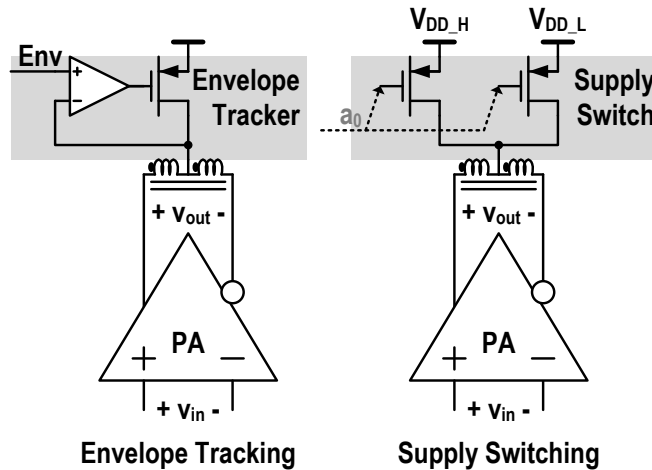 Env
+
-
Envelope
Tracker
+ vout -
PA
+ −
+ vin -
Envelope Tracking
VDD_H VDD_L
a0
Supply
Switch
+ vout -
PA
+ −
+ vin -
Supply Switching